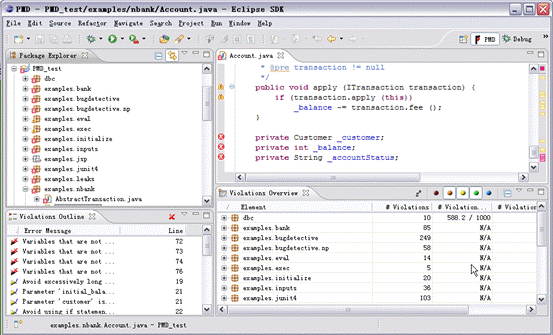 PMD - PMD_test/examples/nbank/Account.java - Eclipse SDK
File Edit Source Refactor Navigate Search Project Run Window Help
PMD Debug
Package Explorer
PMD_test
dbc
examples.bank
examples.bugdetective
examples.bugdetective.np
examples.eval
examples.exec
examples.initialize
examples.inputs
examples.jsp
examples.junit4
examples.leaks
examples.nbank
AbstractTransaction.java
Account.java
* @pre transaction != null
*/
public void apply (ITransaction transaction) {
if (transaction.apply (this))
_balance -= transaction.fee ();
}
private Customer _customer;
private int _balance;
private String _accountStatus;
Violations Outline
Error Message Line
Variables that are not ... 72
Variables that are not ... 73
Variables that are not ... 74
Variables that are not ... 76
Avoid excessively long ... 19
Parameter 'initial_bala... 21
Parameter 'customer' is... 21
Avoid using if statemen... 22
Violations Overview
/ Element # Violations # Violation... # Violation
dbc 10 588.2 / 1000
examples.bank 85 N/A
examples.bugdetective 249 N/A
examples.bugdetective.np 58 N/A
examples.eval 14 N/A
examples.exec 5 N/A
examples.initialize 20 N/A
examples.inputs 36 N/A
examples.junit4 103 N/A
examples.nbank.Account.java - PMD_test